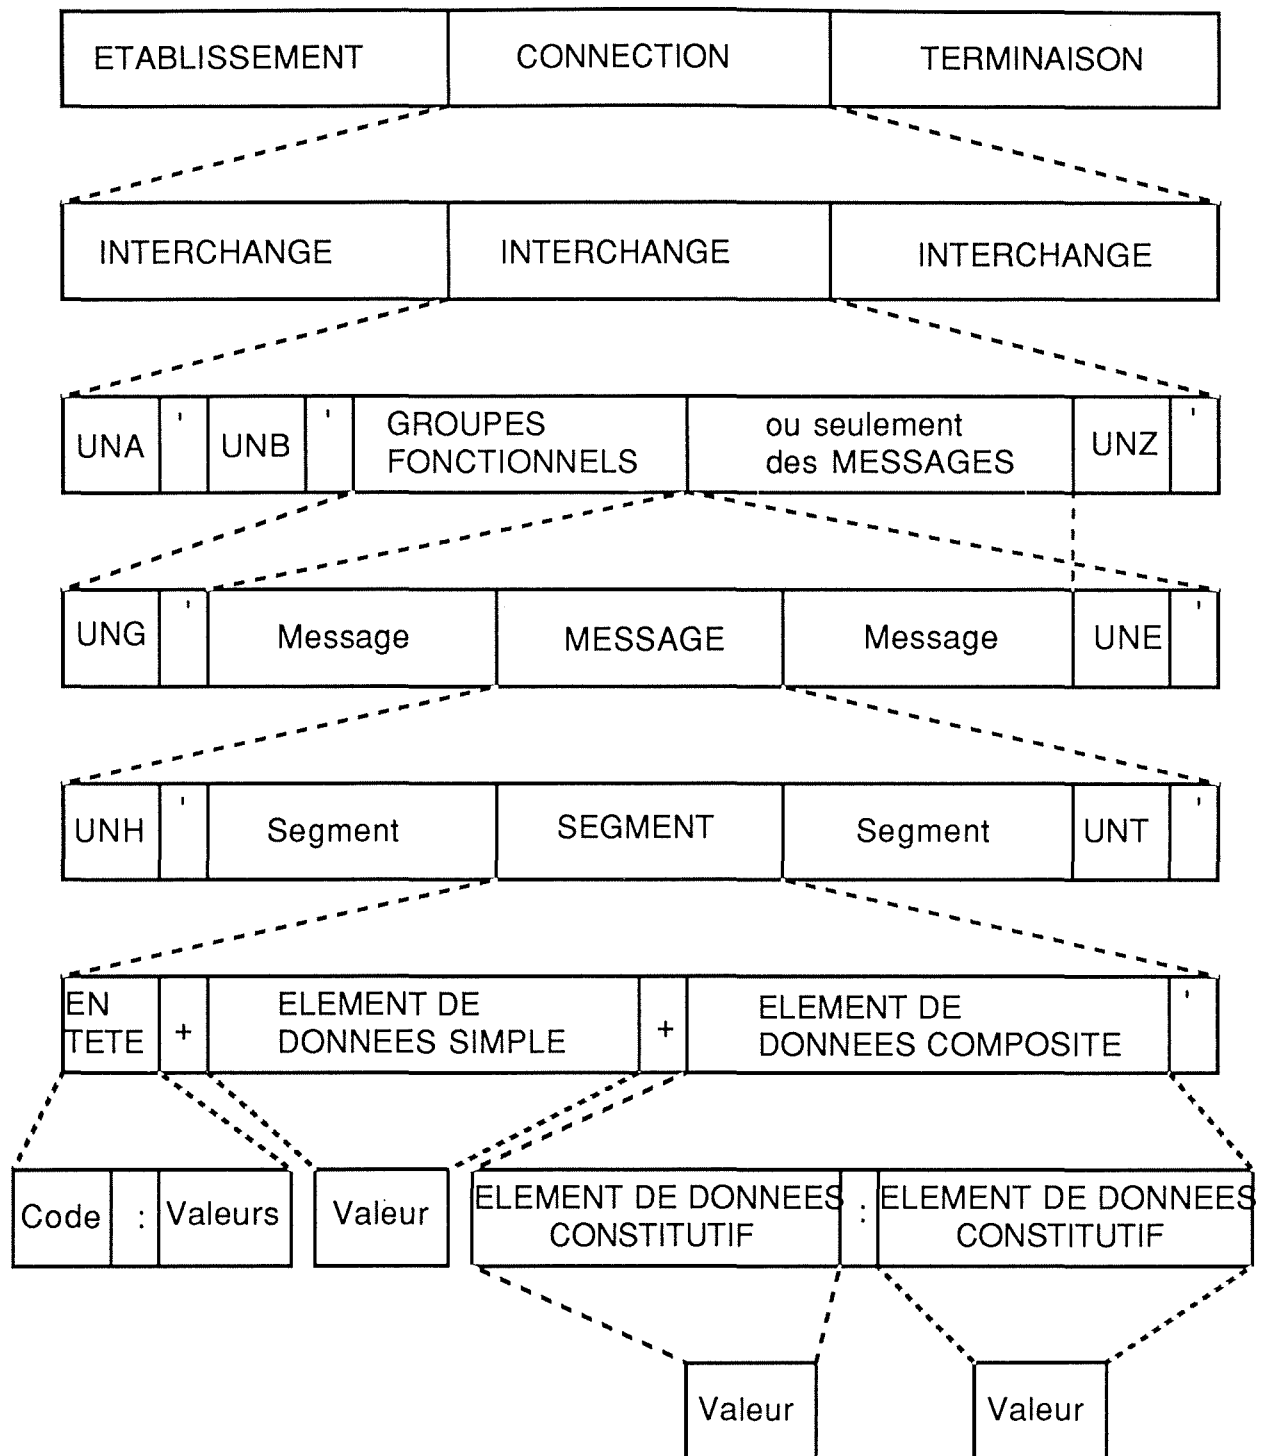 ETABLISSEMENT CONNECTION TERMINAISON
INTERCHANGE INTERCHANGE INTERCHANGE
UNA ' UNB ' GROUPES FONCTIONNELS ou seulement des MESSAGES UNZ '
UNG ' Message MESSAGE Message UNE '
UNH ' Segment SEGMENT Segment UNT '
EN TETE + ELEMENT DE DONNEES SIMPLE + ELEMENT DE DONNEES COMPOSITE '
Code : Valeurs Valeur ELEMENT DE DONNEES CONSTITUTIF : ELEMENT DE DONNEES CONSTITUTIF
Valeur Valeur